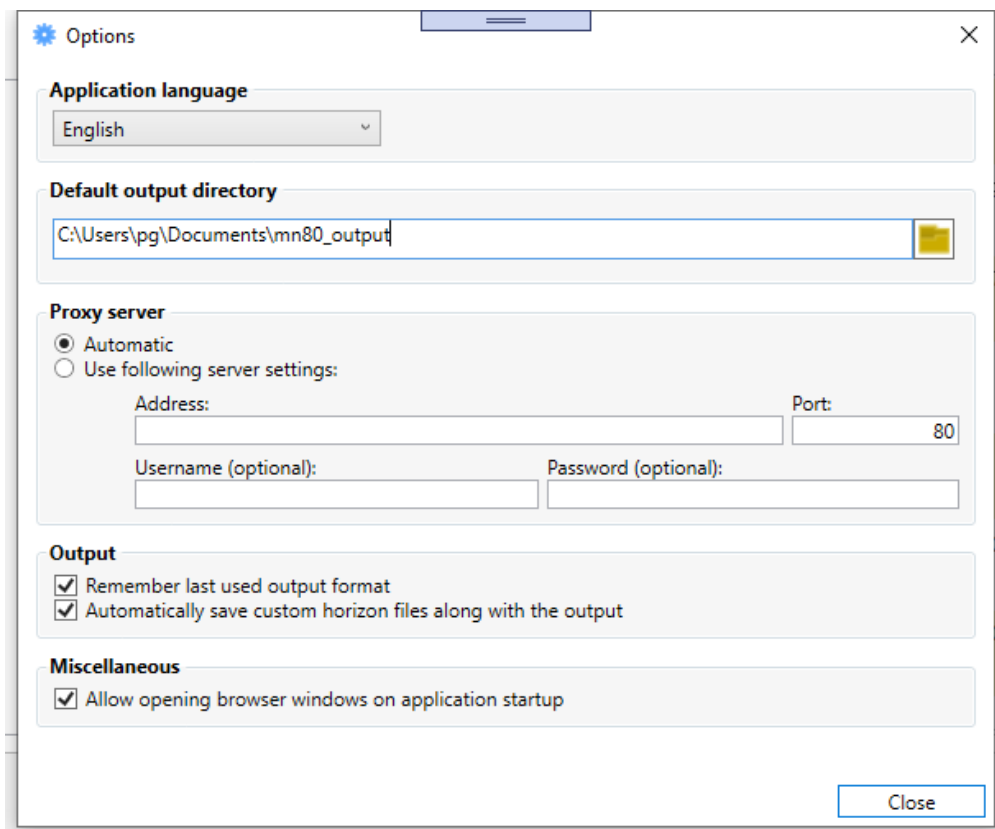 Options
Application language
English
Default output directory
C:\Users\pg\Documents\mn80_output
Proxy server
Automatic
Use following server settings:
Address: Port:
80
Username (optional): Password (optional):
Output
Remember last used output format
Automatically save custom horizon files along with the output
Miscellaneous
Allow opening browser windows on application startup
Close